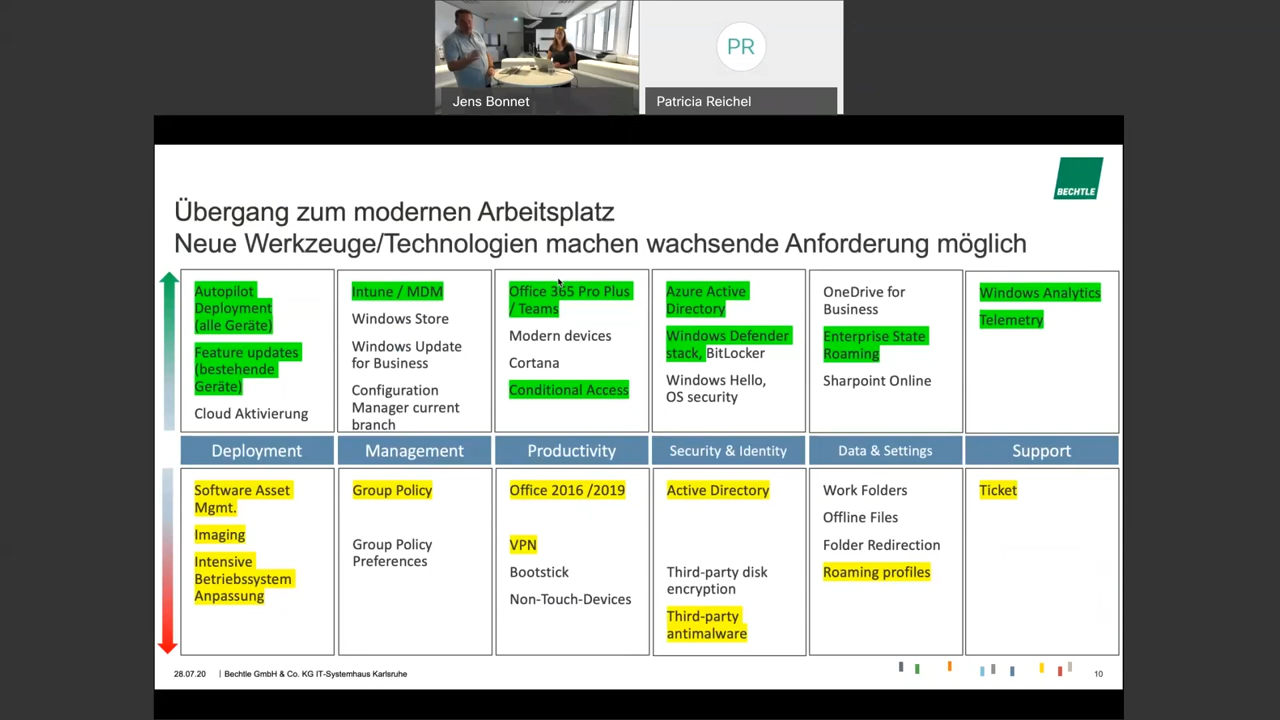 PR
Jens Bonnet
Patricia Reichel
BECHTLE
Übergang zum modernen Arbeitsplatz
Neue Werkzeuge/Technologien machen wachsende Anforderung möglich
Autopilot
Deployment
(alle Geräte)
Feature updates
(bestehende
Geräte)
Cloud Aktivierung
Intune / MDM
Windows Store
Windows Update
for Business
Configuration
Manager current
branch
Office 365 Pro Plus
/ Teams
Modern devices
Cortana
Conditional Access
Azure Active
Directory
Windows Defender
stack, BitLocker
Windows Hello,
OS security
OneDrive for
Business
Enterprise State
Roaming
Sharpoint Online
Windows Analytics
Telemetry
Deployment
Management
Productivity
Security & Identity
Data & Settings
Support
Software Asset
Mgmt.
Imaging
Intensive
Betriebssystem
Anpassung
Group Policy
Group Policy
Preferences
Office 2016 /2019
VPN
Bootstick
Non-Touch-Devices
Active Directory
Third-party disk
encryption
Third-party
antimalware
Work Folders
Offline Files
Folder Redirection
Roaming profiles
Ticket
28.07.20 | Bechtle GmbH & Co. KG IT-Systemhaus Karlsruhe
10